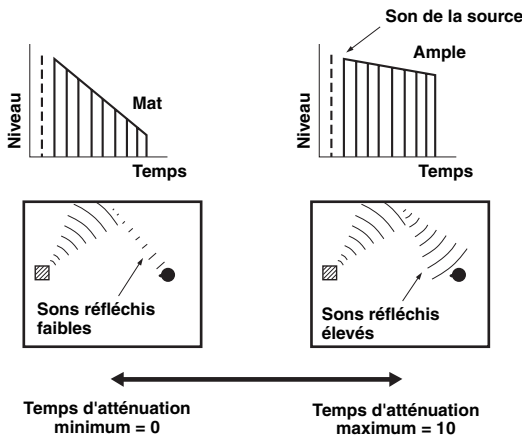 Son de la source
Niveau
Mat
Temps
Niveau
Ample
Temps
Sons réfléchis
faibles
Sons réfléchis
élevés
Temps d'atténuation
minimum = 0
Temps d'atténuation
maximum = 10